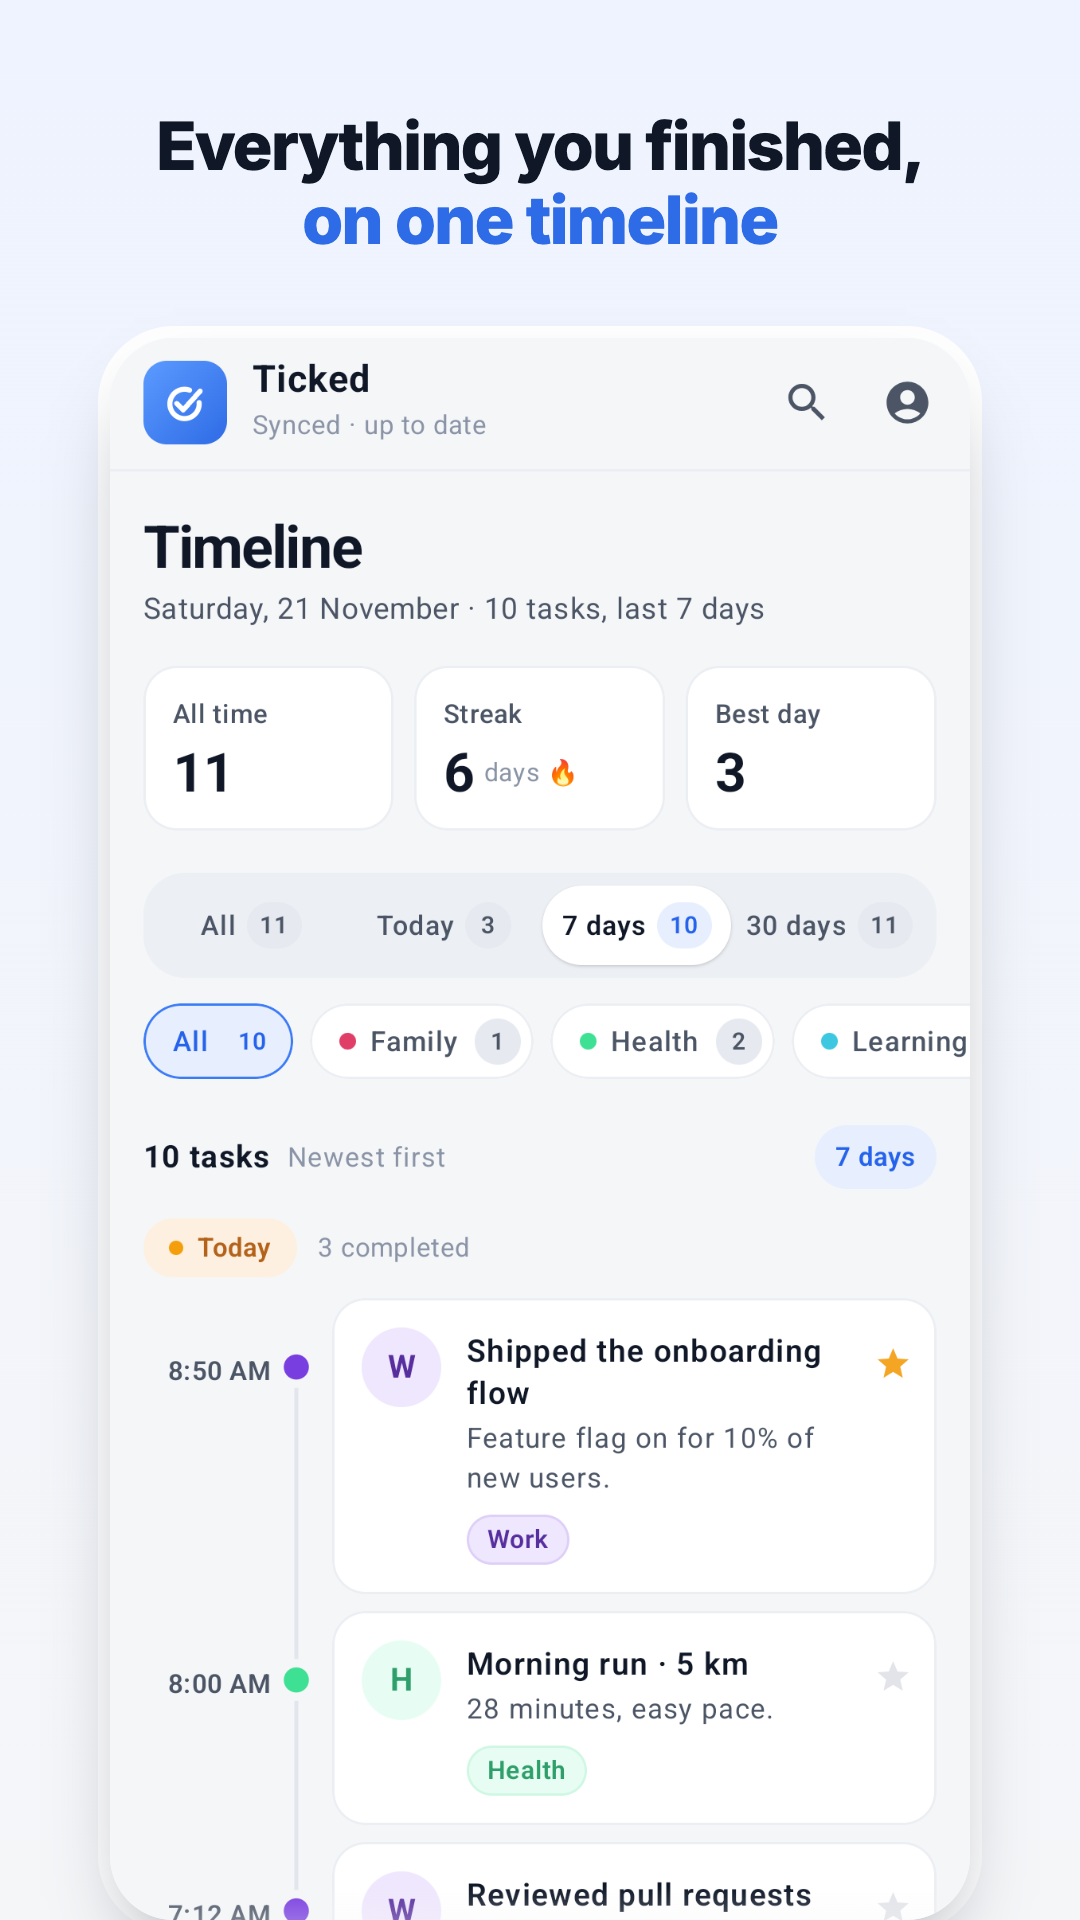 Everything you finished,
on one timeline
Ticked
Synced · up to date
Timeline
Saturday, 21 November · 10 tasks, last 7 days
All time
11
Streak
6 days 🔥
Best day
3
All 11 Today 3 7 days 10 30 days 11
All 10 Family 1 Health 2 Learning
10 tasks Newest first 7 days
Today 3 completed
8:50 AM
W
Shipped the onboarding
flow
Feature flag on for 10% of
new users.
Work
8:00 AM
H
Morning run · 5 km
28 minutes, easy pace.
Health
7:12 AM
W
Reviewed pull requests